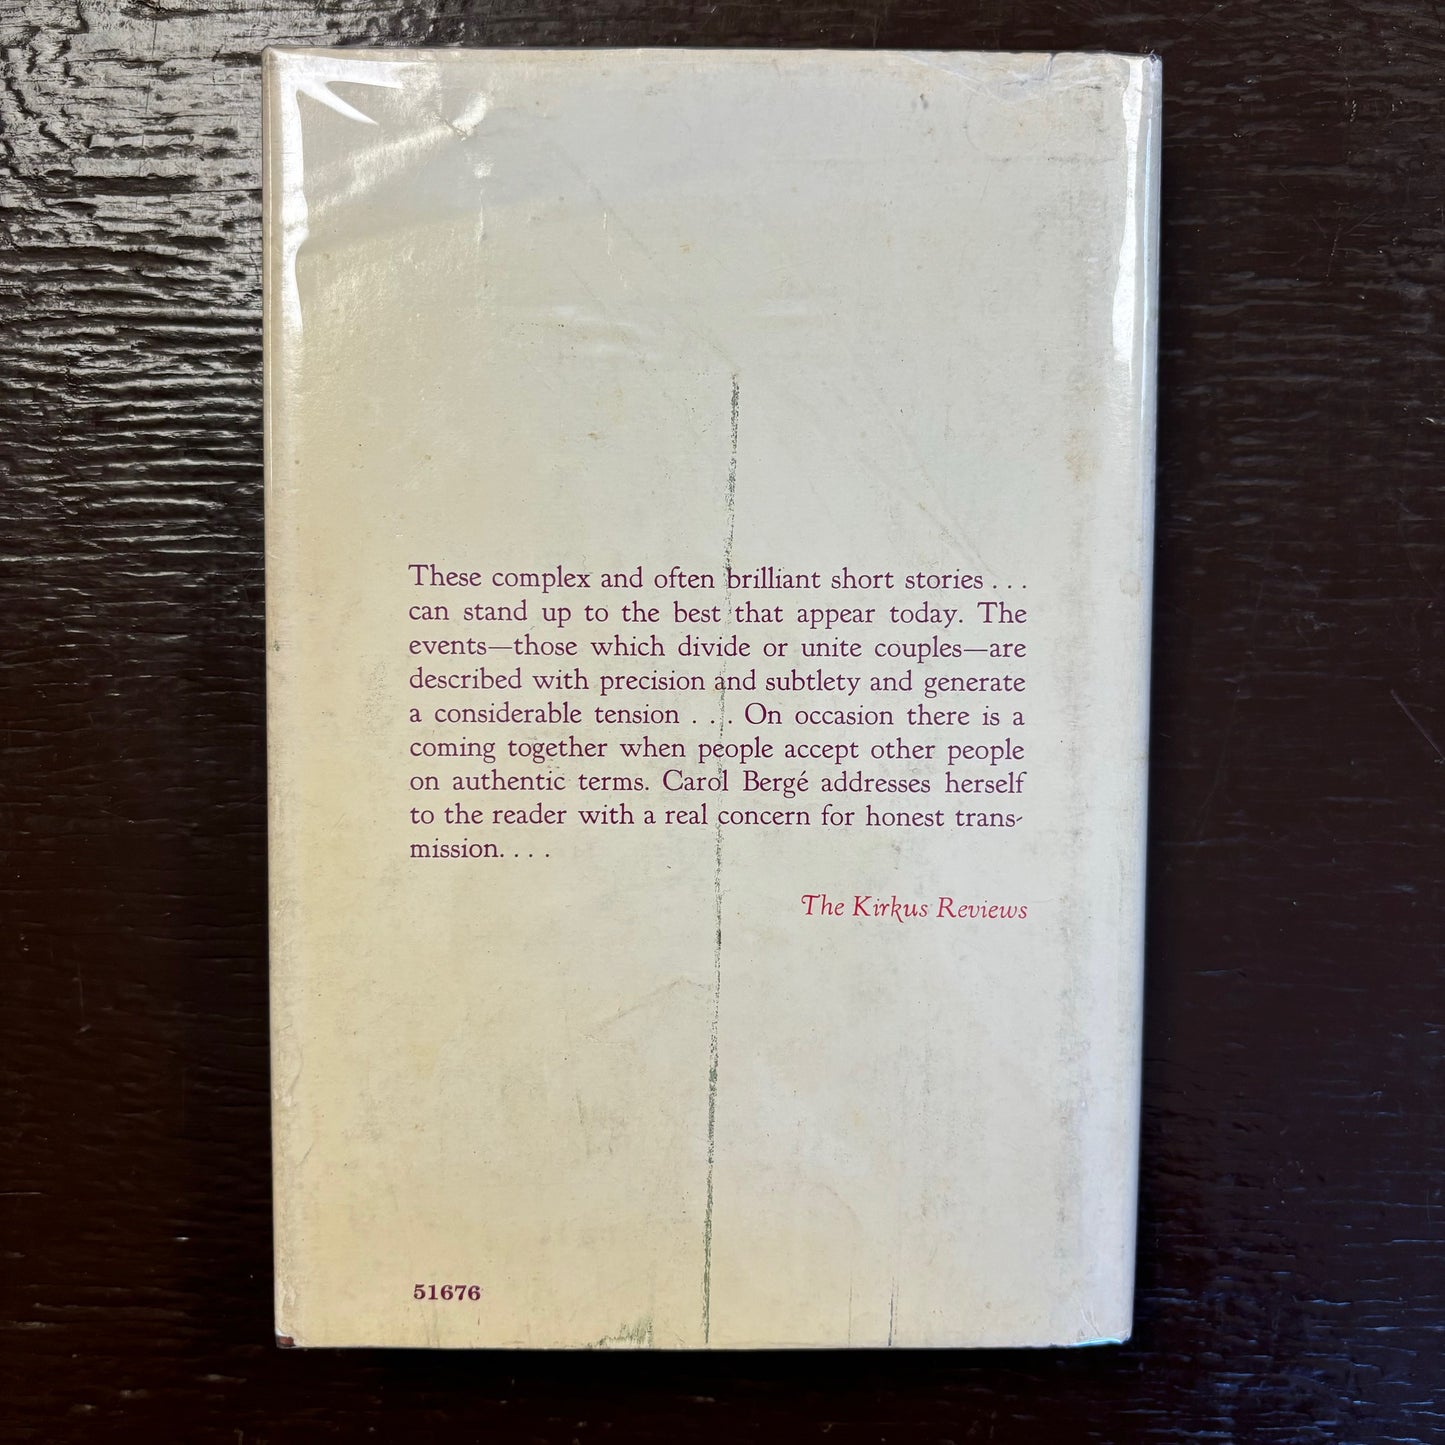 These complex and often brilliant short stories . . .
can stand up to the best that appear today. The
events—those which divide or unite couples—are
described with precision and subtlety and generate
a considerable tension . . . On occasion there is a
coming together when people accept other people
on authentic terms. Carol Bergé addresses herself
to the reader with a real concern for honest trans-
mission. . . .
The Kirkus Reviews
51676